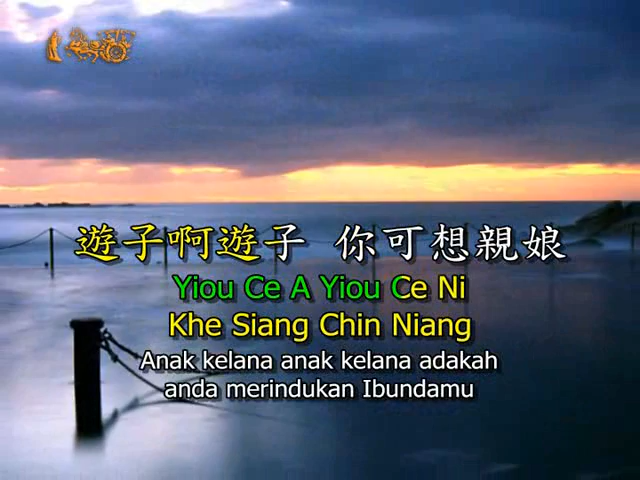 遊子啊遊子 你可想親娘
Yiou Ce A Yiou Ce Ni
Khe Siang Chin Niang
Anak kelana anak kelana adakah
anda merindukan Ibundamu